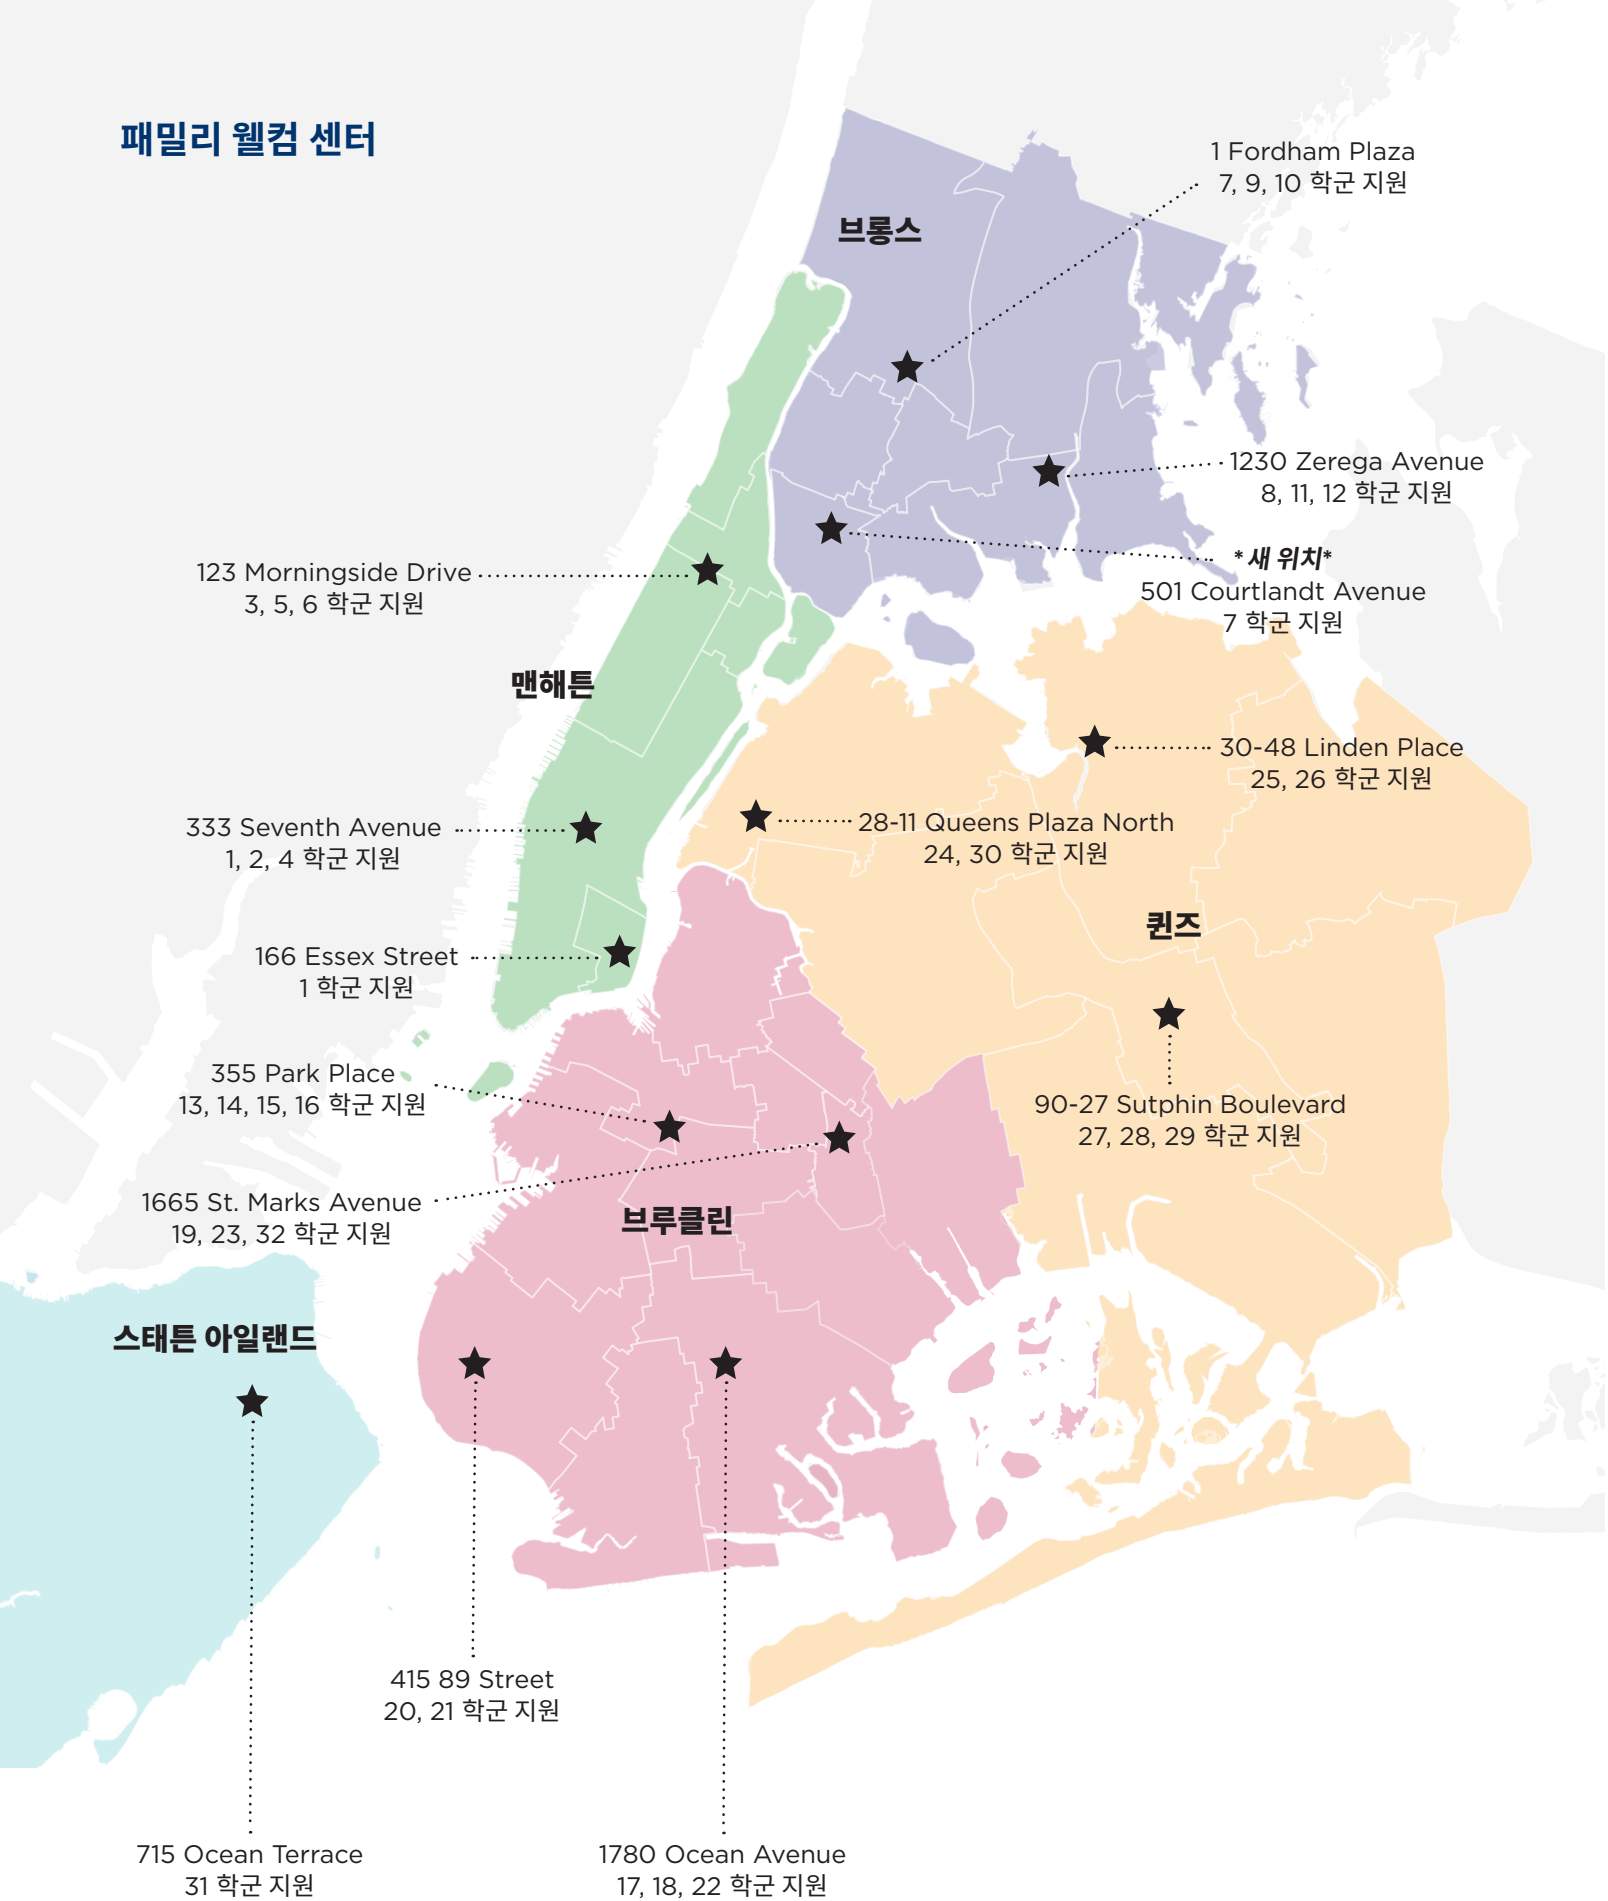 패밀리 웰컴 센터
1 Fordham Plaza
7, 9, 10 학군 지원
브롱스
1230 Zerega Avenue
8, 11, 12 학군 지원
*새 위치*
501 Courtlandt Avenue
7 학군 지원
123 Morningside Drive
3, 5, 6 학군 지원
맨해튼
30-48 Linden Place
25, 26 학군 지원
333 Seventh Avenue
1, 2, 4 학군 지원
28-11 Queens Plaza North
24, 30 학군 지원
퀸즈
166 Essex Street
1 학군 지원
355 Park Place
13, 14, 15, 16 학군 지원
90-27 Sutphin Boulevard
27, 28, 29 학군 지원
1665 St. Marks Avenue
19, 23, 32 학군 지원
브루클린
스태튼 아일랜드
415 89 Street
20, 21 학군 지원
715 Ocean Terrace
31 학군 지원
1780 Ocean Avenue
17, 18, 22 학군 지원